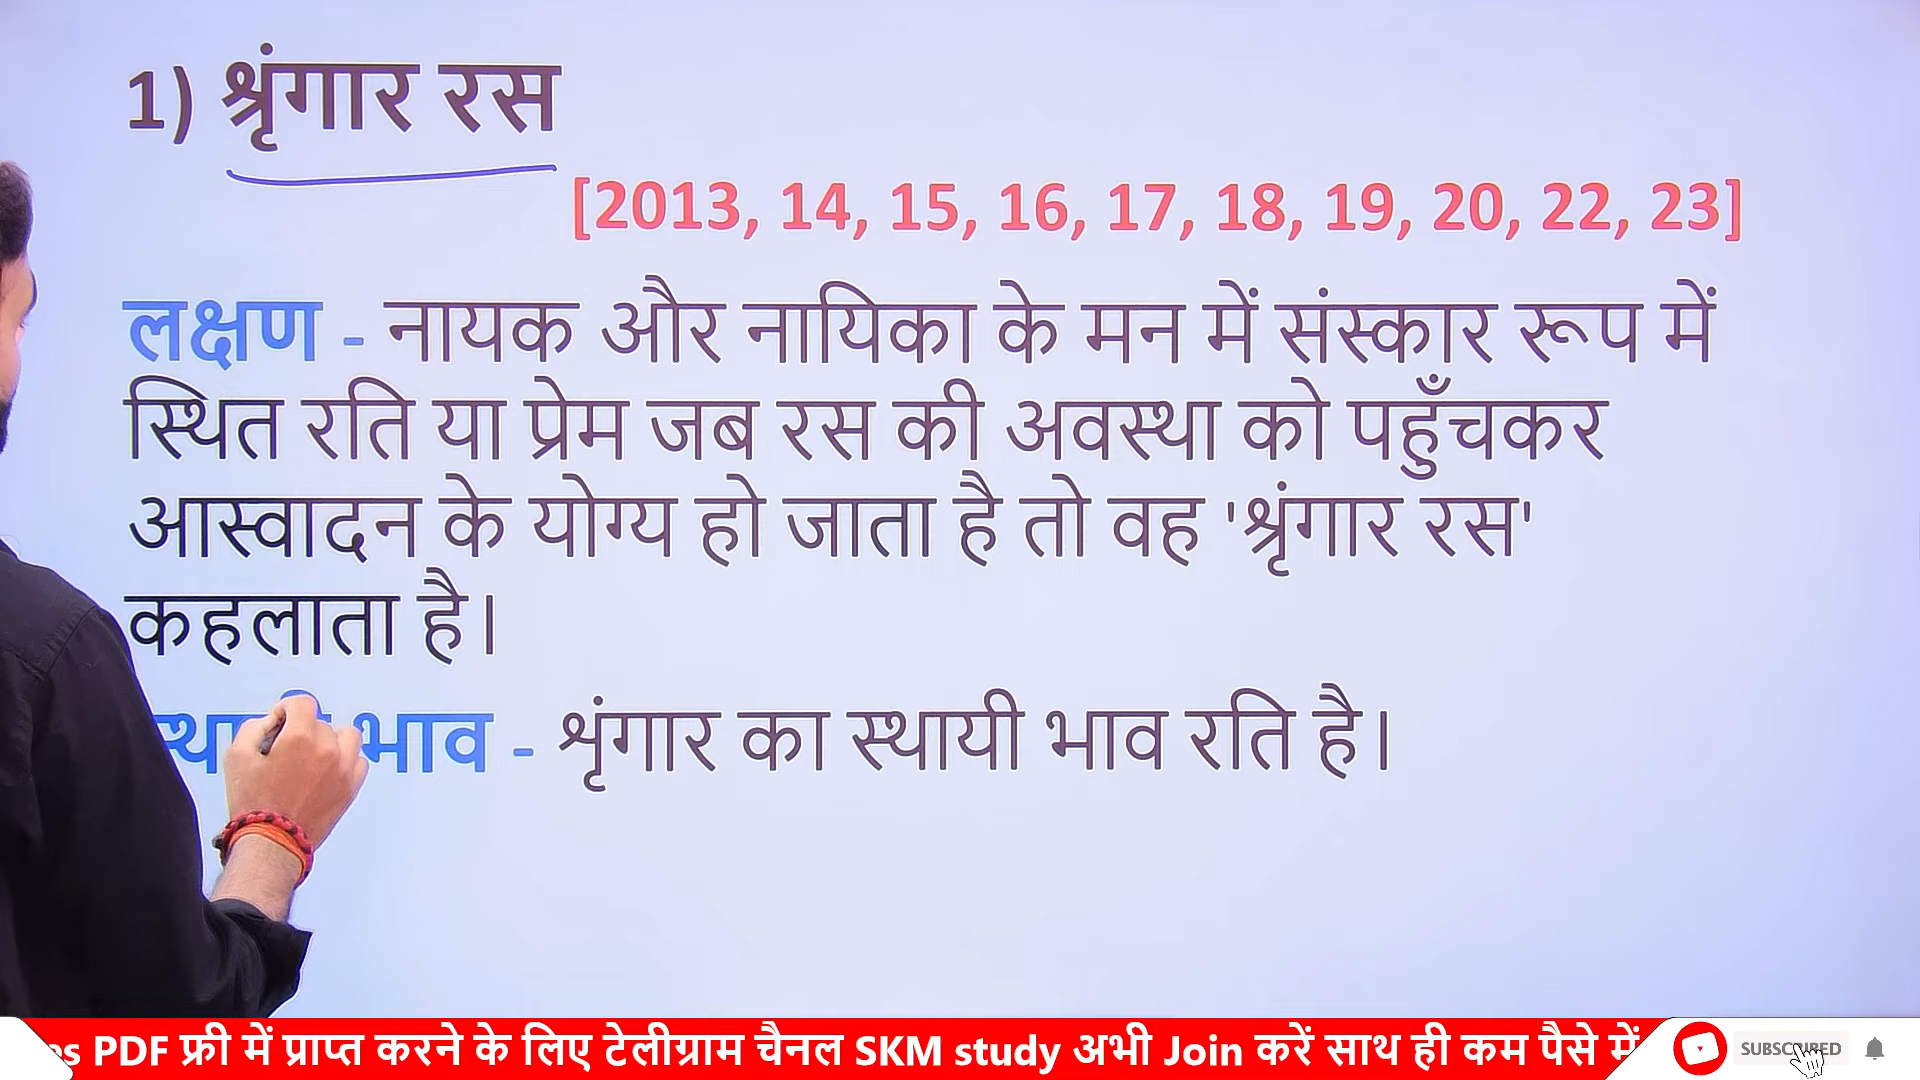 1) श्रृंगार रस
[2013, 14, 15, 16, 17, 18, 19, 20, 22, 23]
लक्षण - नायक और नायिका के मन में संस्कार रूप में
स्थित रति या प्रेम जब रस की अवस्था को पहुँचकर
आस्वादन के योग्य हो जाता है तो वह 'श्रृंगार रस'
कहलाता है।
भाव - शृंगार का स्थायी भाव रति है।
PDF फ्री में प्राप्त करने के लिए टेलीग्राम चैनल SKM study अभी Join करें साथ ही कम पैसे में
SUBSCRIBED